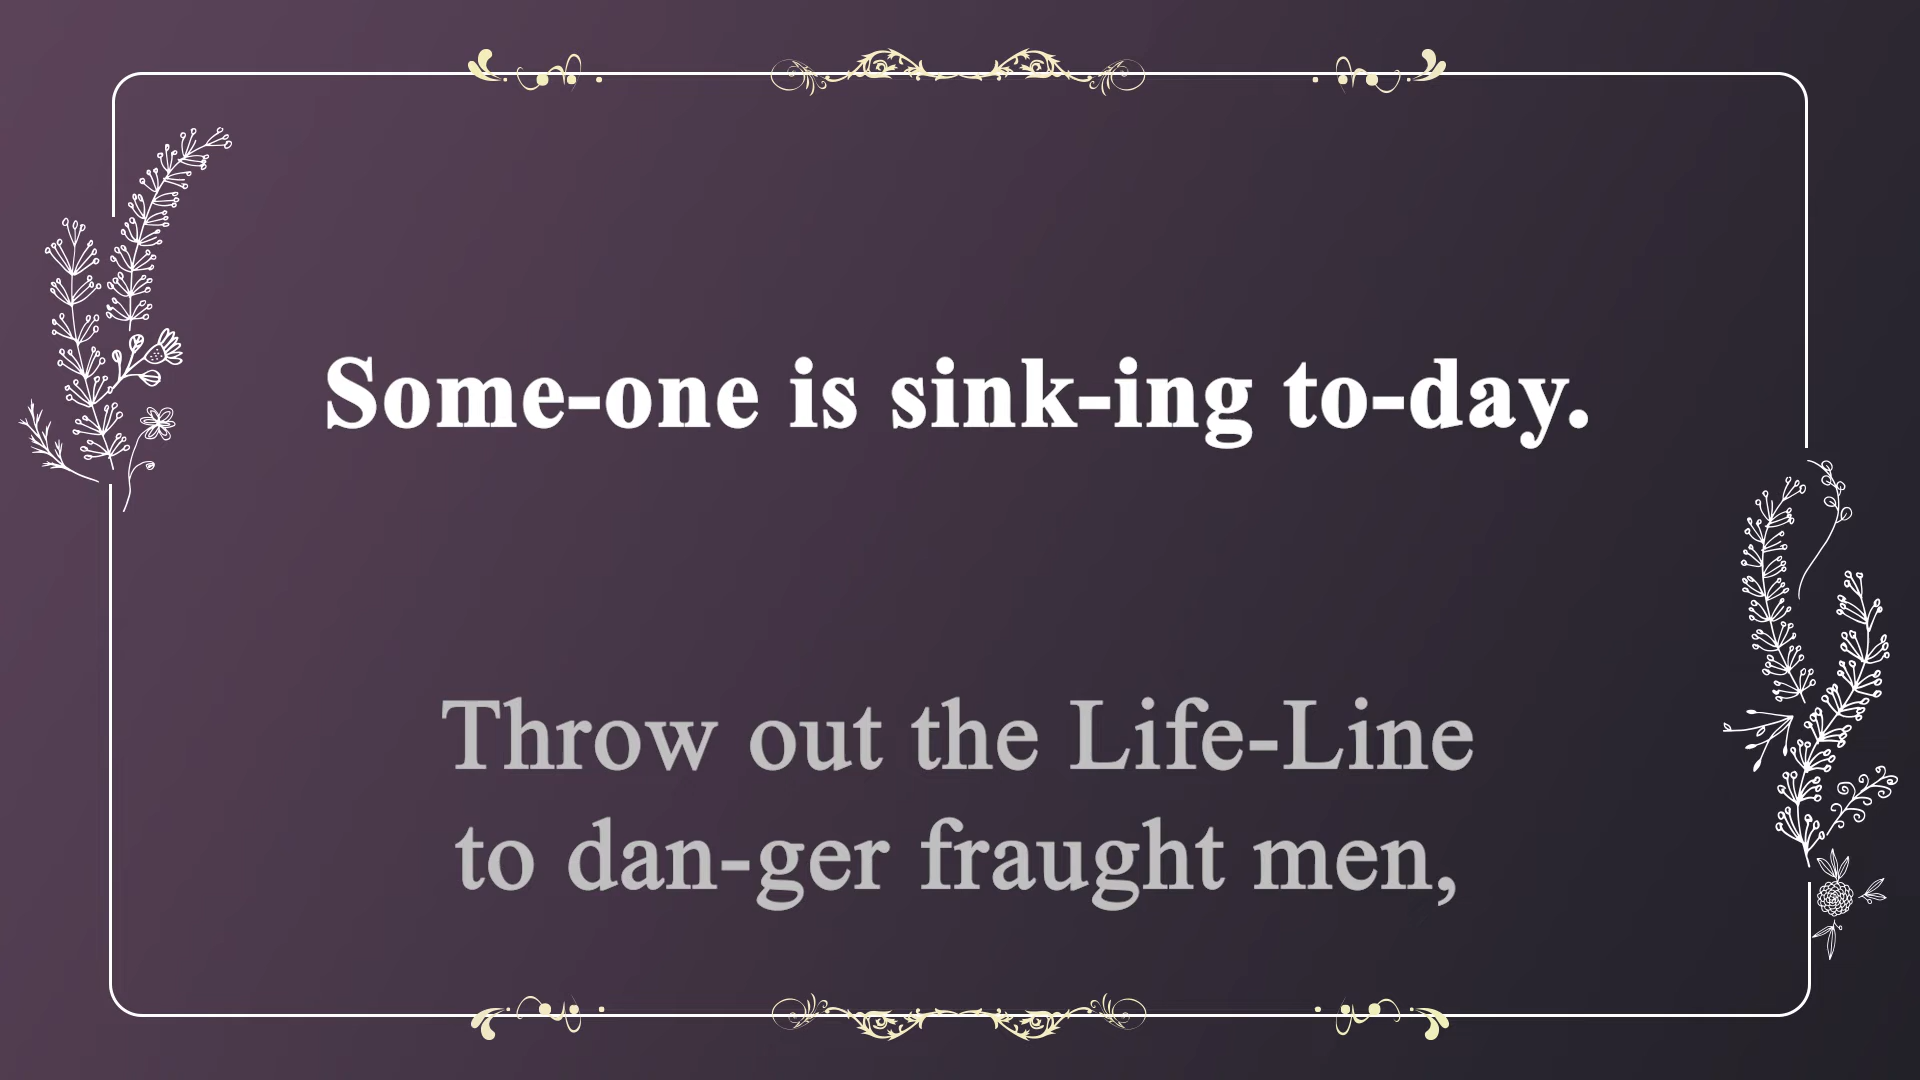 Some-one is sink-ing to-day.
Throw out the Life-Line
to dan-ger fraught men,